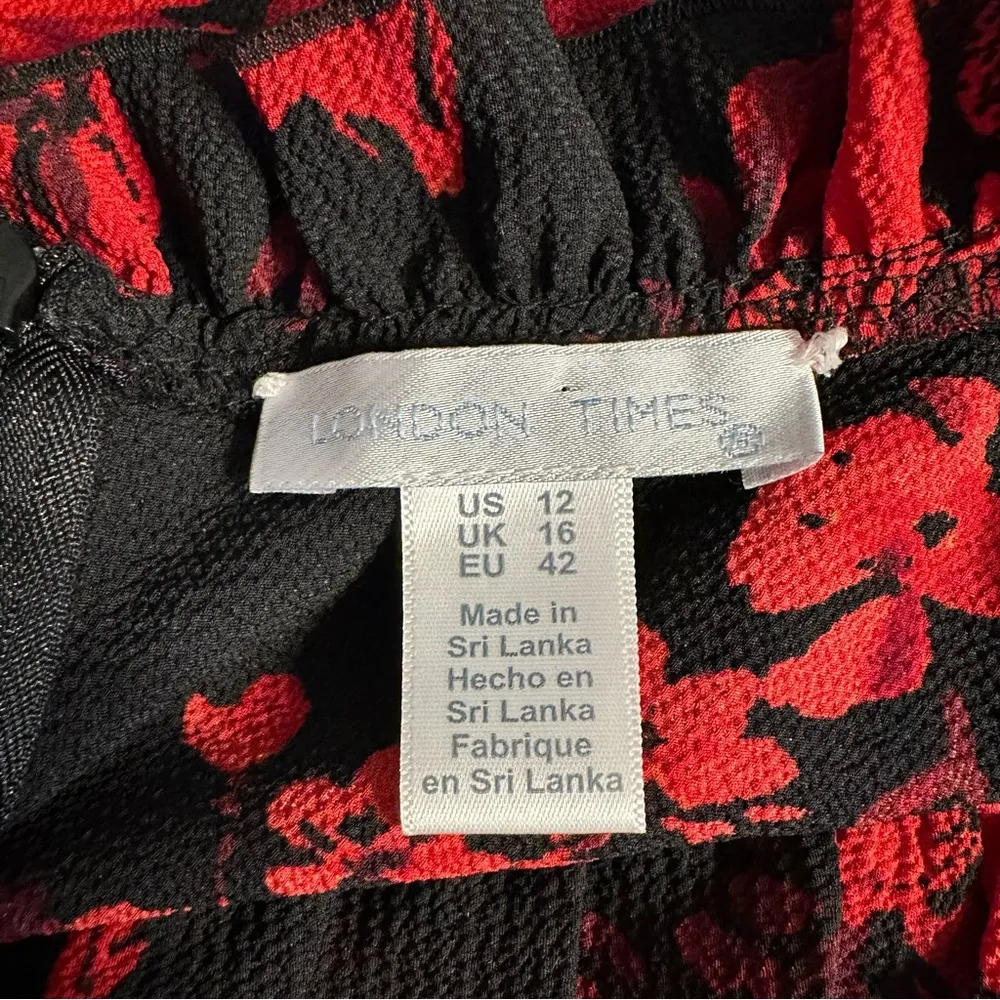 LONDON TIMES®
US 12
UK 16
EU 42
Made in
Sri Lanka
Hecho en
Sri Lanka
Fabrique
en Sri Lanka